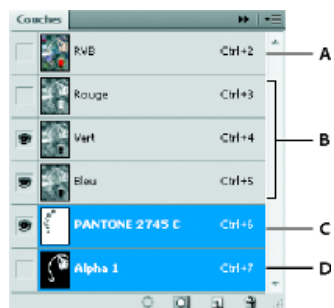 Couches
RVB Ctrl+2 A
Rouge Ctrl+3
B
Vert Ctrl+4
Bleu Ctrl+5
PANTONE 2745 C Ctrl+6 C
Alpha 1 Ctrl+7 D